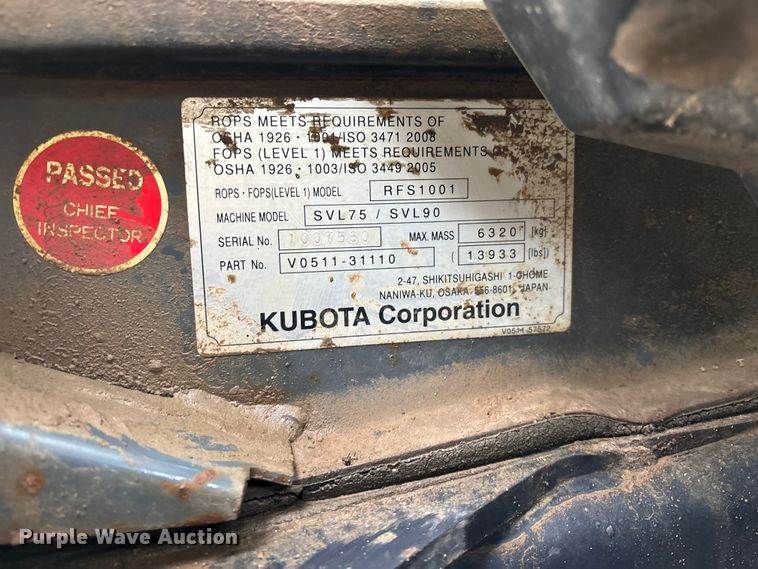 PASSED
CHIEF
INSPECTOR
ROPS MEETS REQUIREMENTS OF
OSHA 1926 · 1001/ISO 3471 2008
FOPS (LEVEL 1) MEETS REQUIREMENTS OF
OSHA 1926 · 1003/ISO 3449 2005
ROPS · FOPS(LEVEL 1) MODEL RFS1001
MACHINE MODEL SVL75 / SVL90
SERIAL No. MAX. MASS 6320 [kg]
PART No. V0511-31110 ( 13933 [lbs])
2-47, SHIKITSUHIGASHI 1-CHOME
NANIWA-KU, OSAKA, 556-8601, JAPAN
KUBOTA Corporation
Purple Wave Auction®